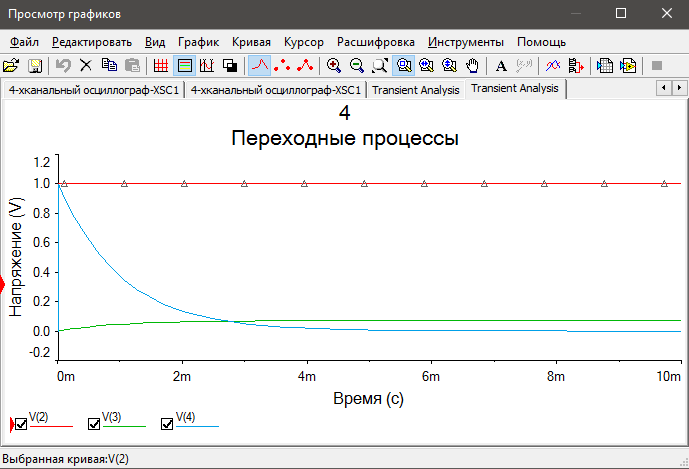 Просмотр графиков
Файл Редактировать Вид График Кривая Курсор Расшифровка Инструменты Помощь
4-хканальный осциллограф-XSC1 4-хканальный осциллограф-XSC1 Transient Analysis Transient Analysis
4
Переходные процессы
Напряжение (V)
1.2
1.0
0.8
0.6
0.4
0.2
0.0
-0.2
0m 2m 4m 6m 8m 10m
Время (с)
V(2) V(3) V(4)
Выбранная кривая:V(2)